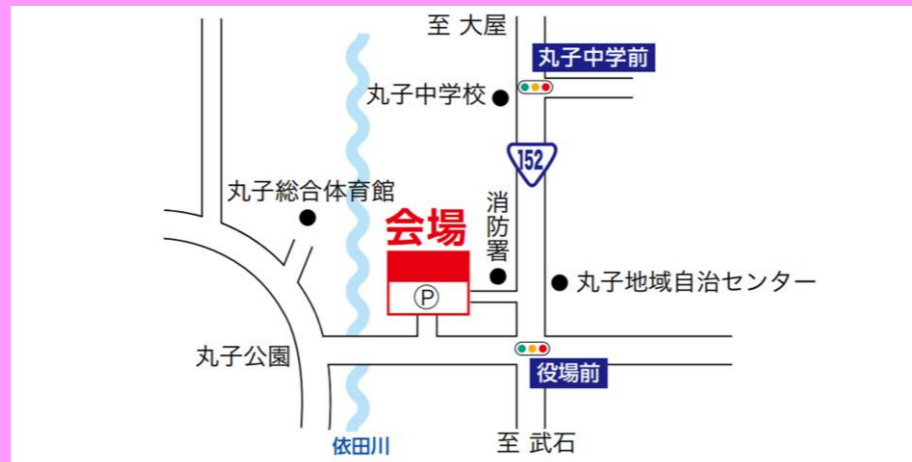 至 大屋
丸子中学前
丸子中学校
152
丸子総合体育館
消防署
会場
P
丸子地域自治センター
丸子公園
役場前
依田川
至 武石